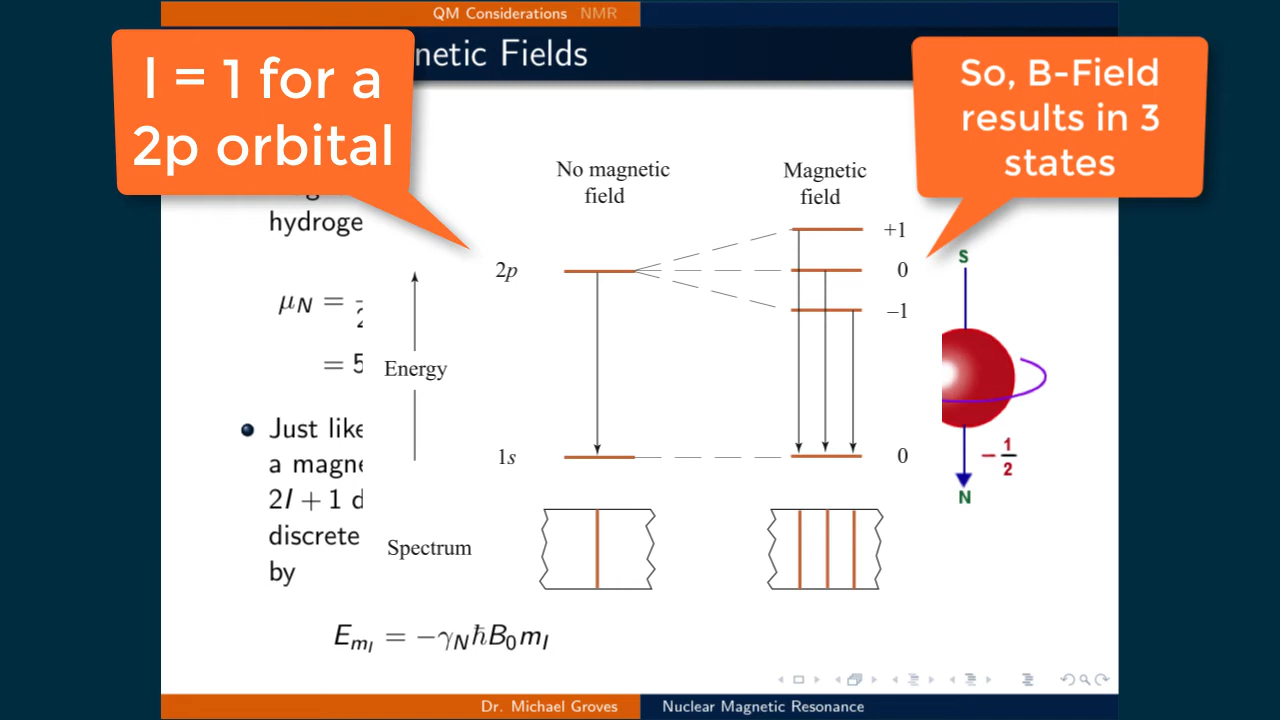 QM Considerations NMR
netic Fields
l = 1 for a
2p orbital
So, B-Field
results in 3
states
No magnetic
field
Magnetic
field
hydroge
+1
2p
0
S
−1
μN =
= 5
Energy
Just like
a magne
2I + 1 d
discrete
by
1s
0
−1/2
N
Spectrum
EmI = −γNℏB0mI
Dr. Michael Groves
Nuclear Magnetic Resonance